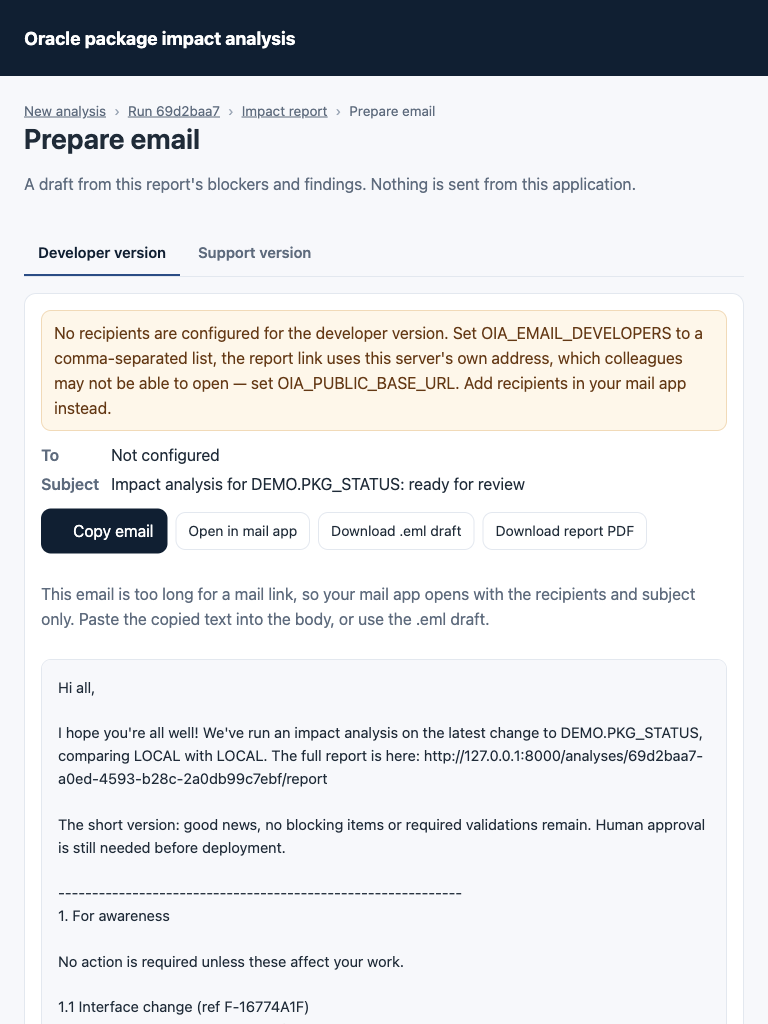 Oracle package impact analysis
New analysis › Run 69d2baa7 › Impact report › Prepare email
Prepare email
A draft from this report's blockers and findings. Nothing is sent from this application.
Developer version Support version
No recipients are configured for the developer version. Set OIA_EMAIL_DEVELOPERS to a
comma-separated list, the report link uses this server's own address, which colleagues
may not be able to open — set OIA_PUBLIC_BASE_URL. Add recipients in your mail app
instead.
To Not configured
Subject Impact analysis for DEMO.PKG_STATUS: ready for review
Copy email Open in mail app Download .eml draft Download report PDF
This email is too long for a mail link, so your mail app opens with the recipients and subject
only. Paste the copied text into the body, or use the .eml draft.
Hi all,
I hope you're all well! We've run an impact analysis on the latest change to DEMO.PKG_STATUS,
comparing LOCAL with LOCAL. The full report is here: http://127.0.0.1:8000/analyses/69d2baa7-
a0ed-4593-b28c-2a0db99c7ebf/report
The short version: good news, no blocking items or required validations remain. Human approval
is still needed before deployment.
------------------------------------------------------------
1. For awareness
No action is required unless these affect your work.
1.1 Interface change (ref F-16774A1F)